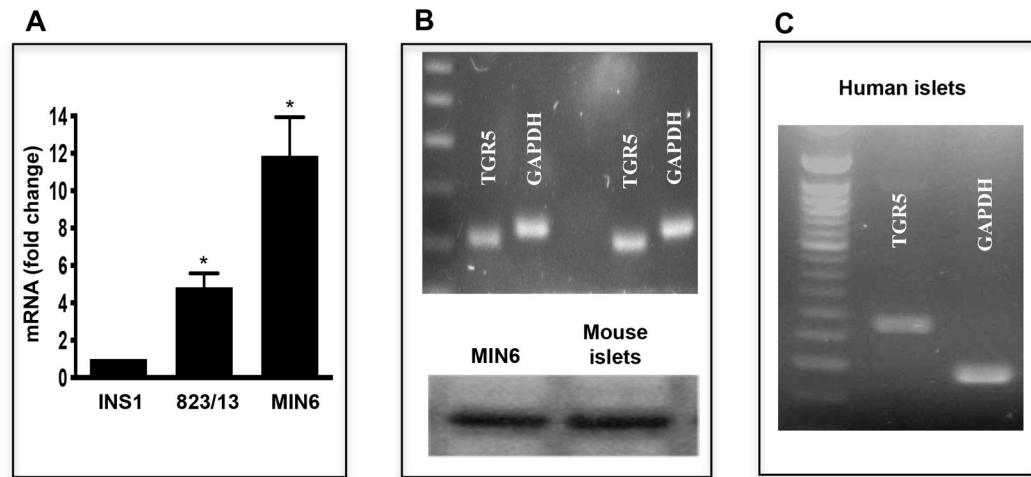 A
mRNA (fold change)
14
12
10
8
6
4
2
0
*
*
INS1 823/13 MIN6
B
TGR5
GAPDH
TGR5
GAPDH
MIN6
Mouse
islets
C
Human islets
TGR5
GAPDH